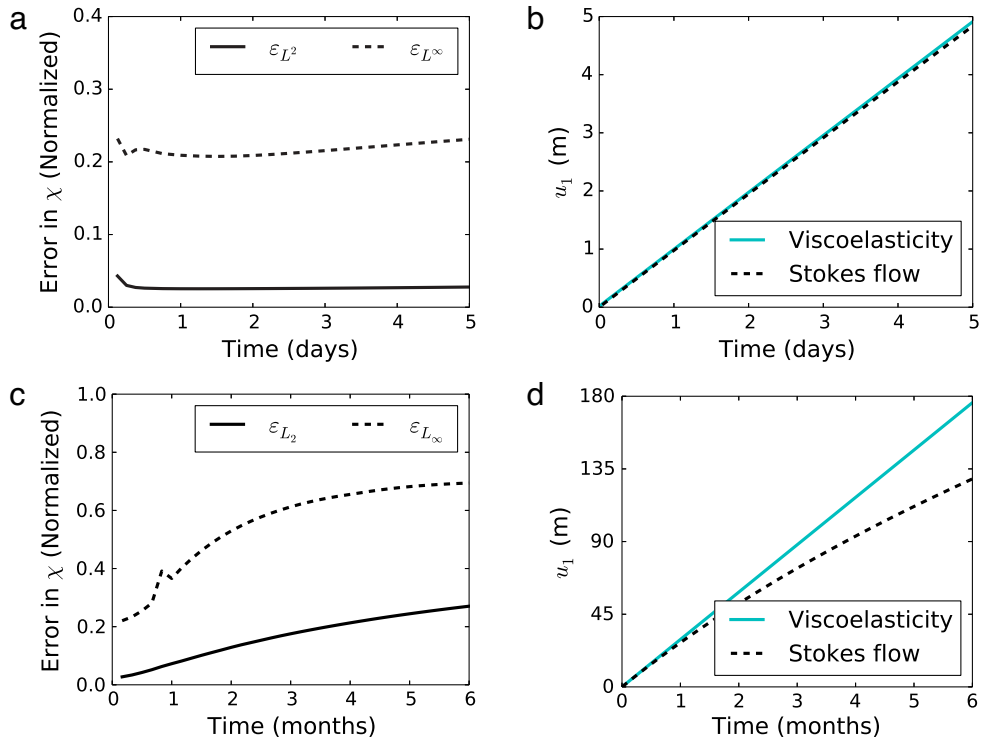 a
0.4
0.3
0.2
0.1
0.0
Error in χ (Normalized)
ε_{L^2} ε_{L^∞}
0 1 2 3 4 5
Time (days)
b
5
4
3
2
1
0
u_1 (m)
Viscoelasticity
Stokes flow
0 1 2 3 4 5
Time (days)
c
1.0
0.8
0.6
0.4
0.2
0.0
Error in χ (Normalized)
ε_{L_2} ε_{L_∞}
0 1 2 3 4 5 6
Time (months)
d
180
135
90
45
0
u_1 (m)
Viscoelasticity
Stokes flow
0 1 2 3 4 5 6
Time (months)